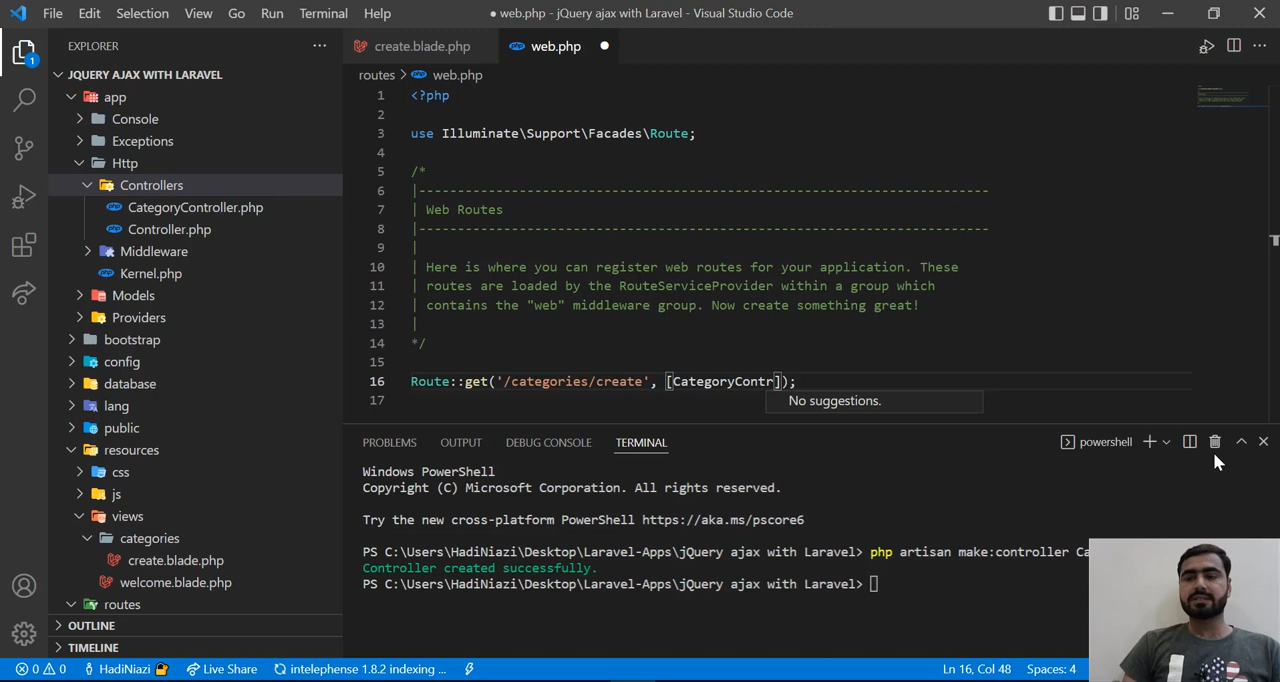 File Edit Selection View Go Run Terminal Help
● web.php - jQuery ajax with Laravel - Visual Studio Code
EXPLORER
JQUERY AJAX WITH LARAVEL
app
Console
Exceptions
Http
Controllers
CategoryController.php
Controller.php
Middleware
Kernel.php
Models
Providers
bootstrap
config
database
lang
public
resources
css
js
views
categories
create.blade.php
welcome.blade.php
routes
OUTLINE
TIMELINE
1
create.blade.php
web.php
routes > web.php
1 <?php
2
3 use Illuminate\Support\Facades\Route;
4
5 /*
6 |--------------------------------------------------------------------------
7 | Web Routes
8 |--------------------------------------------------------------------------
9 |
10 | Here is where you can register web routes for your application. These
11 | routes are loaded by the RouteServiceProvider within a group which
12 | contains the "web" middleware group. Now create something great!
13 |
14 */
15
16 Route::get('/categories/create', [CategoryContr]);
17
No suggestions.
PROBLEMS OUTPUT DEBUG CONSOLE TERMINAL
powershell
Windows PowerShell
Copyright (C) Microsoft Corporation. All rights reserved.
Try the new cross-platform PowerShell https://aka.ms/pscore6
PS C:\Users\HadiNiazi\Desktop\Laravel-Apps\jQuery ajax with Laravel> php artisan make:controller Ca
Controller created successfully.
PS C:\Users\HadiNiazi\Desktop\Laravel-Apps\jQuery ajax with Laravel>
0 0 HadiNiazi Live Share intelephense 1.8.2 indexing ... Ln 16, Col 48 Spaces: 4